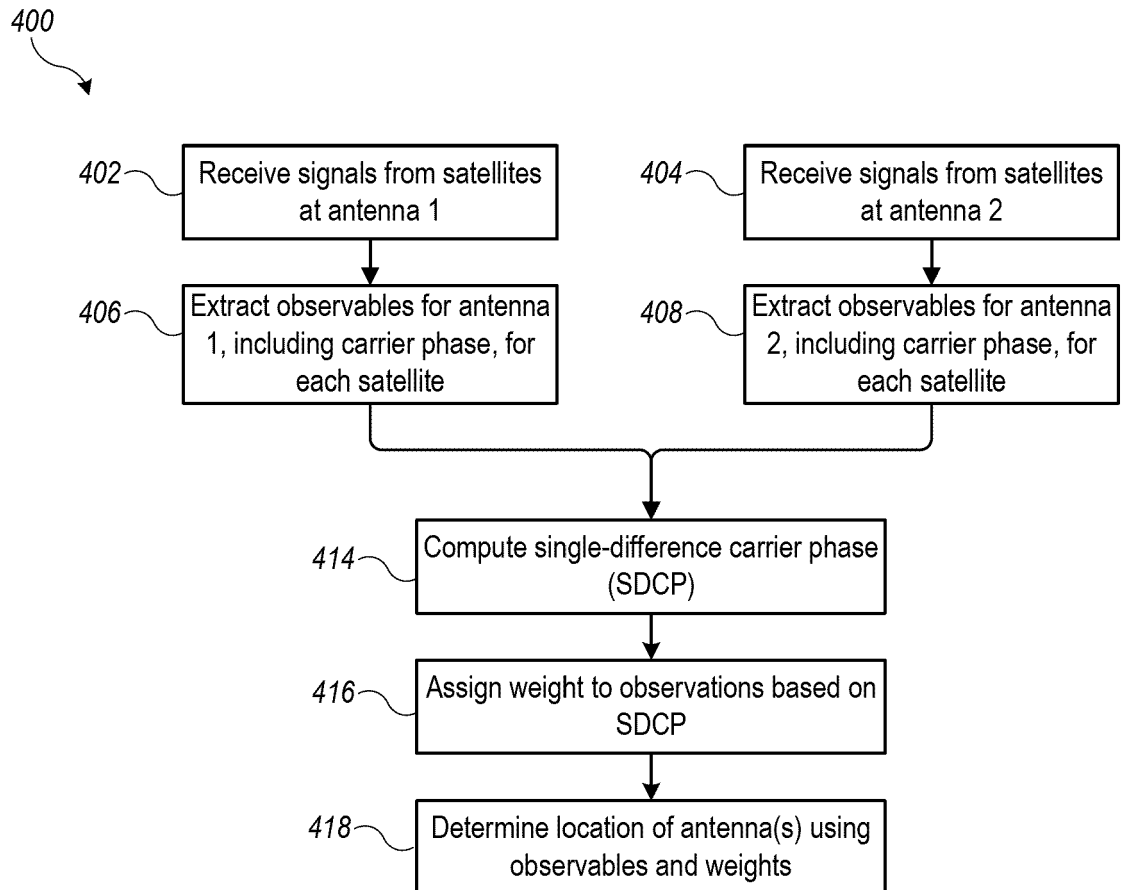 400
402
Receive signals from satellites
at antenna 1
404
Receive signals from satellites
at antenna 2
406
Extract observables for antenna
1, including carrier phase, for
each satellite
408
Extract observables for antenna
2, including carrier phase, for
each satellite
414
Compute single-difference carrier phase
(SDCP)
416
Assign weight to observations based on
SDCP
418
Determine location of antenna(s) using
observables and weights